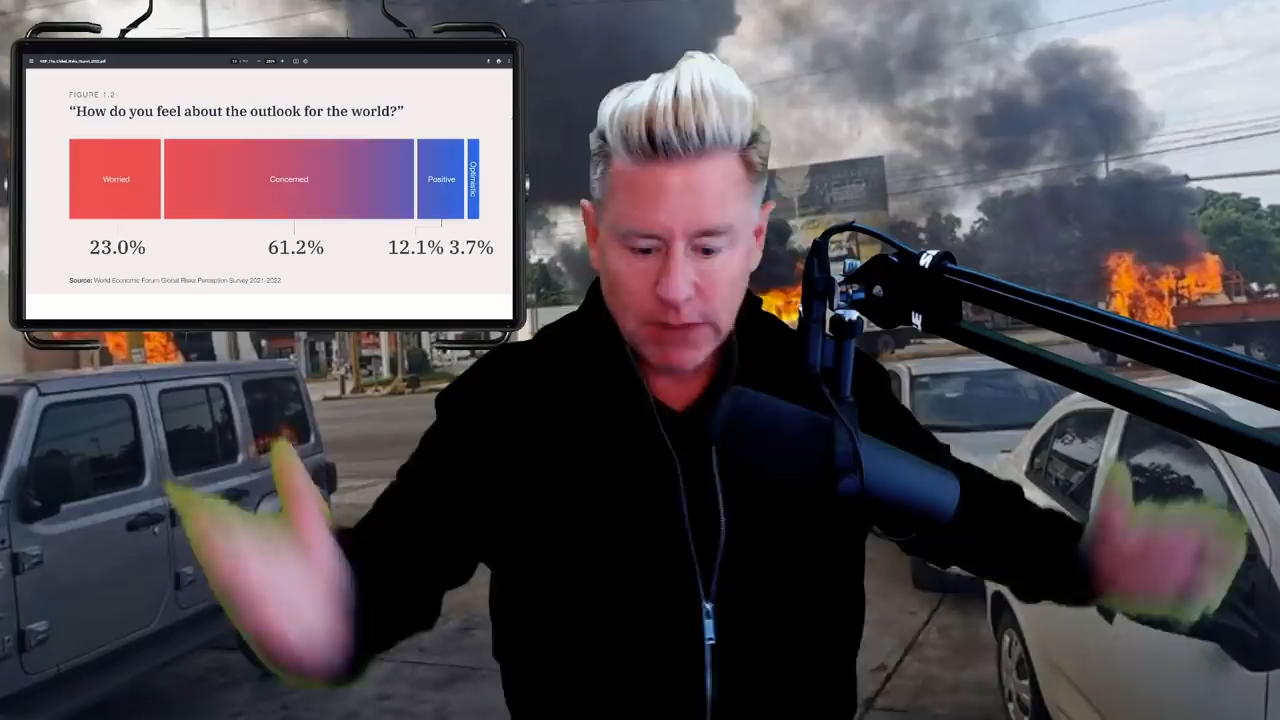 FIGURE 1.2
“How do you feel about the outlook for the world?”
Worried
Concerned
Positive
Optimistic
23.0%
61.2%
12.1%
3.7%
Source: World Economic Forum Global Risks Perception Survey 2021-2022